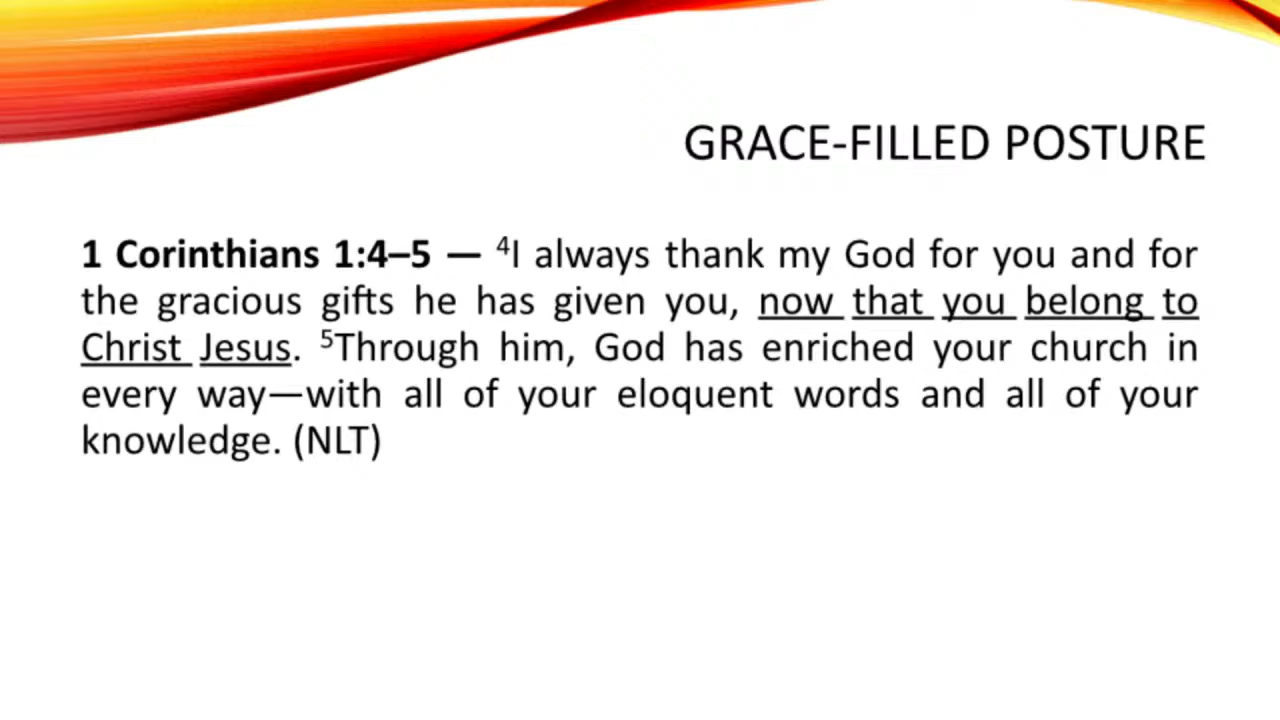 GRACE-FILLED POSTURE
1 Corinthians 1:4–5 — ⁴I always thank my God for you and for
the gracious gifts he has given you, now that you belong to
Christ Jesus. ⁵Through him, God has enriched your church in
every way—with all of your eloquent words and all of your
knowledge. (NLT)